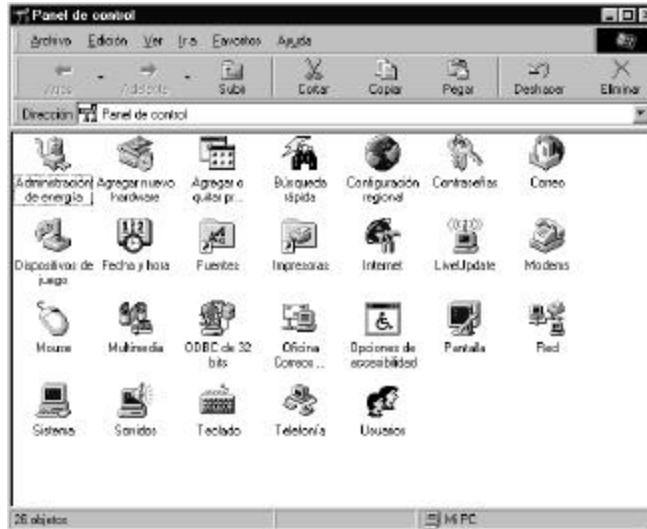 Panel de control
Archivo Edición Ver Ir a Favoritos Ayuda
Atrás Adelante Subir Cortar Copiar Pegar Deshacer Eliminar
Dirección Panel de control
Administración de energía
Agregar nuevo hardware
Agregar o quitar pr...
Búsqueda rápida
Configuración regional
Contraseñas
Correo
Dispositivos de juego
Fecha y hora
Fuentes
Impresoras
Internet
LiveUpdate
Modems
Mouse
Multimedia
ODBC de 32 bits
Oficina Correos ...
Opciones de accesibilidad
Pantalla
Red
Sistema
Sonidos
Teclado
Telefonía
Usuarios
26 objetos
Mi PC